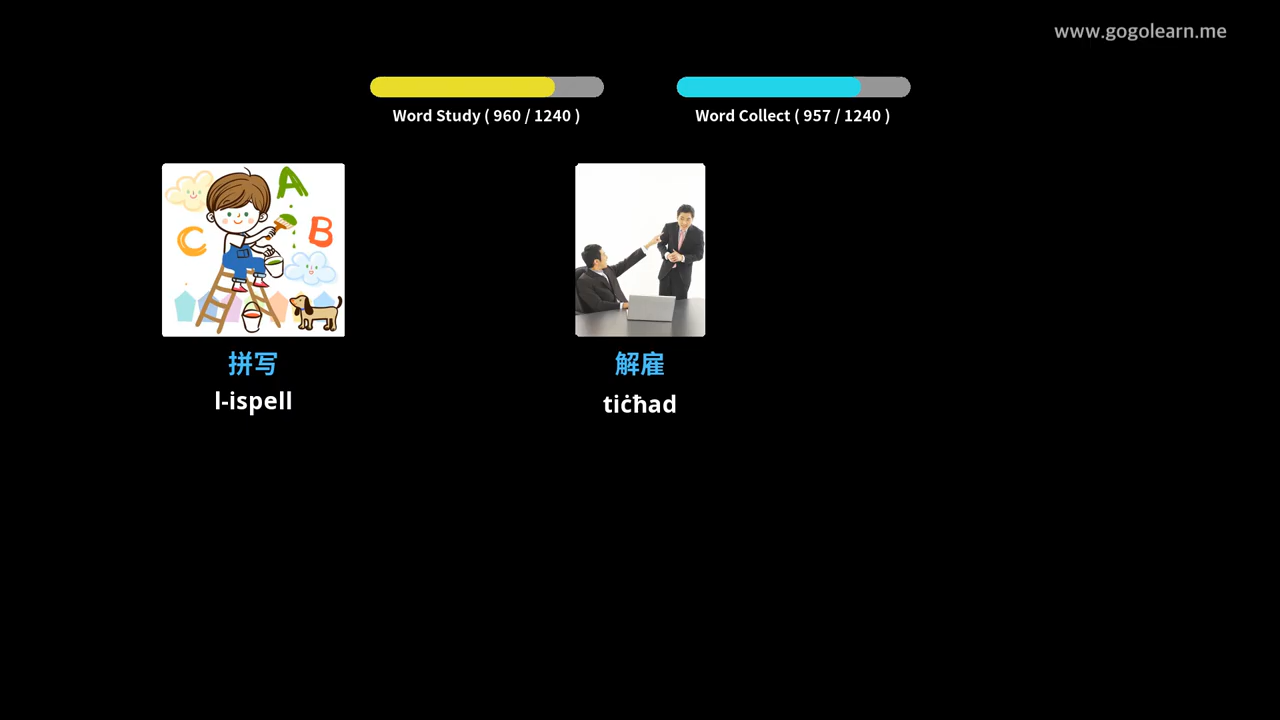 www.gogolearn.me
Word Study ( 960 / 1240 )
Word Collect ( 957 / 1240 )
A
B
C
拼写
l-ispell
解雇
tiċħad